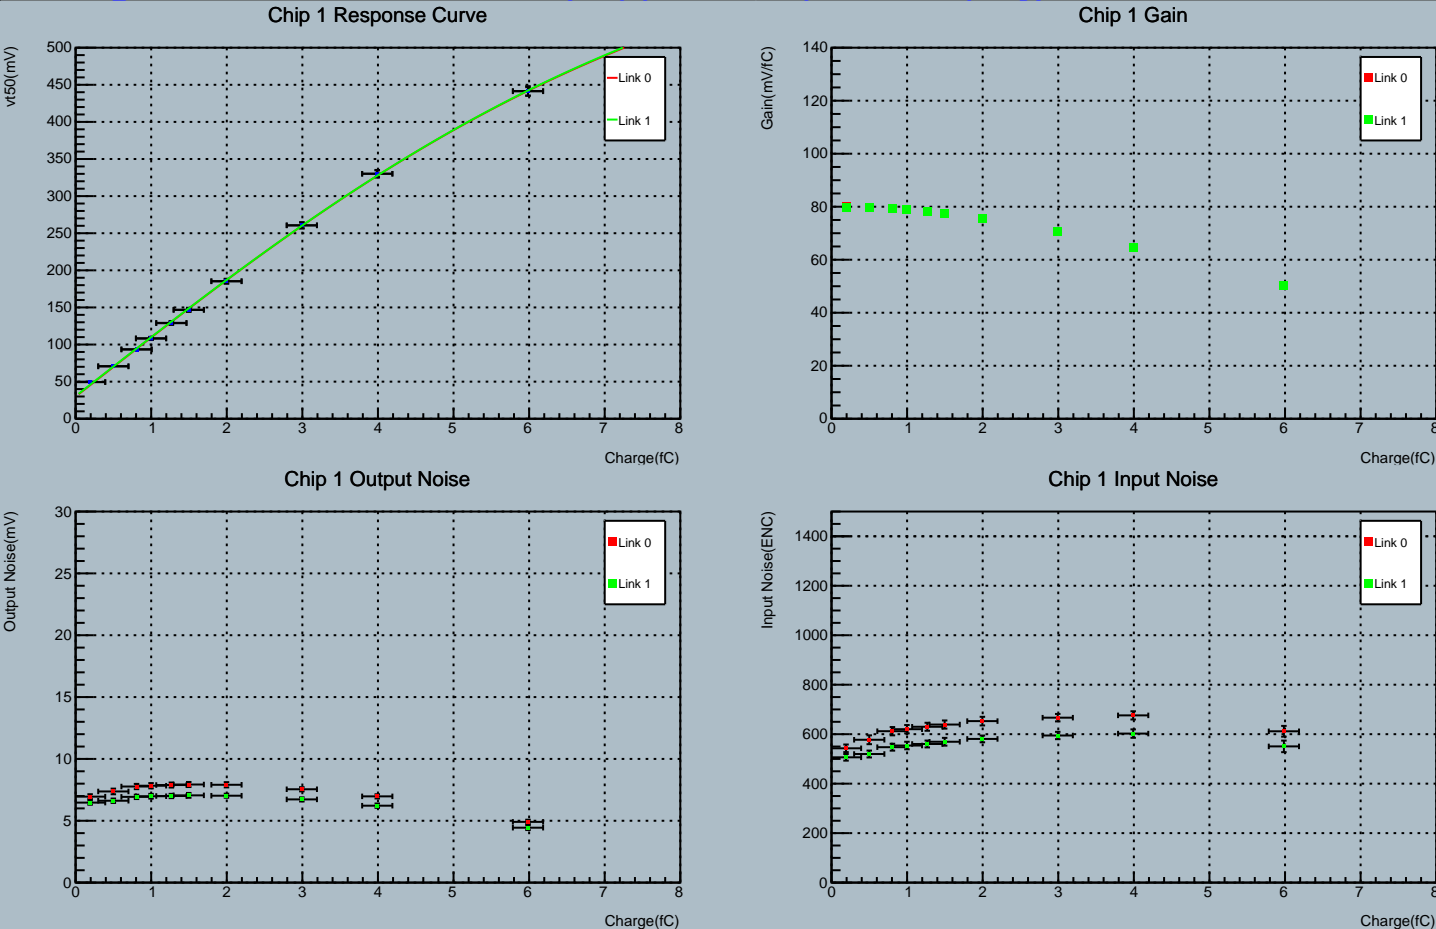 Chip 1 Response Curve
vt50(mV)
500
450
400
350
300
250
200
150
100
50
0
0 1 2 3 4 5 6 7 8
Charge(fC)
Link 0
Link 1
Chip 1 Gain
Gain(mV/fC)
140
120
100
80
60
40
20
0
0 1 2 3 4 5 6 7 8
Charge(fC)
Link 0
Link 1
Chip 1 Output Noise
Output Noise(mV)
30
25
20
15
10
5
0
0 1 2 3 4 5 6 7 8
Charge(fC)
Link 0
Link 1
Chip 1 Input Noise
Input Noise(ENC)
1400
1200
1000
800
600
400
200
0
0 1 2 3 4 5 6 7 8
Charge(fC)
Link 0
Link 1